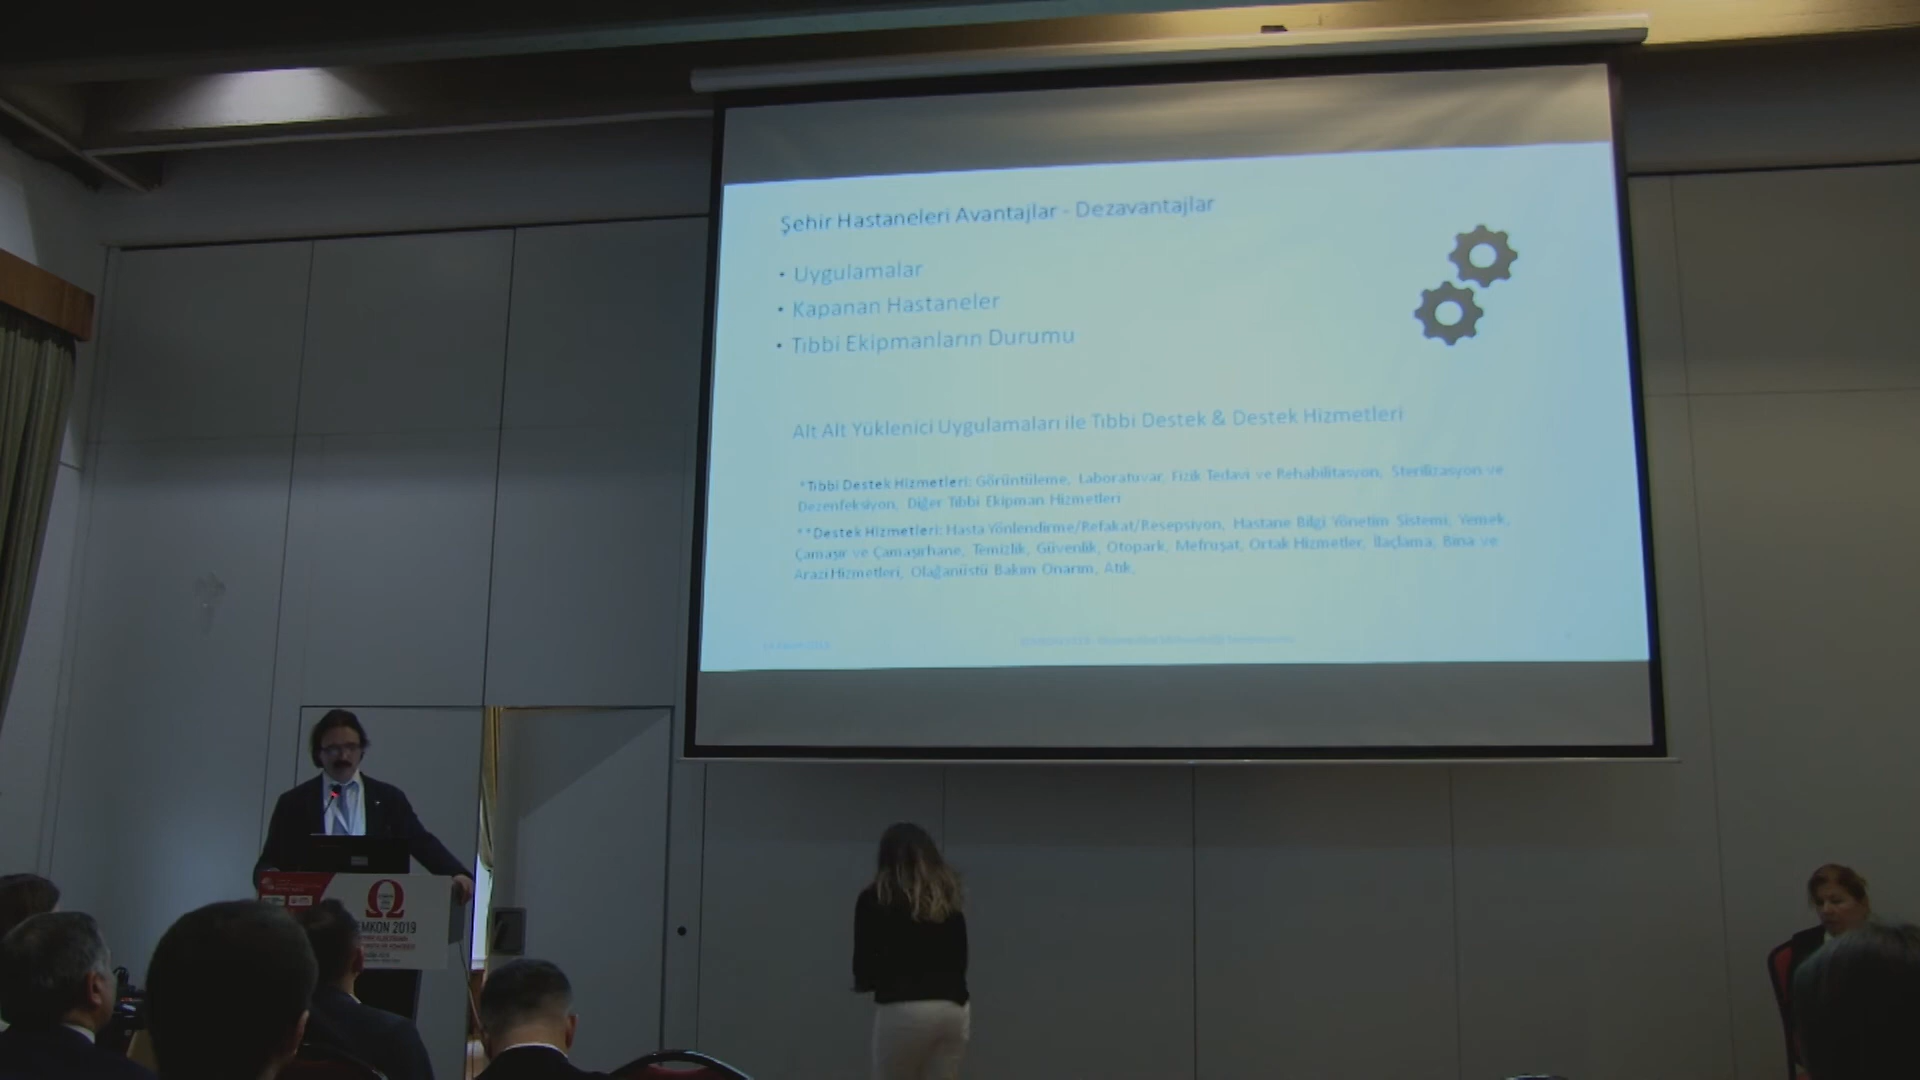 Şehir Hastaneleri Avantajlar - Dezavantajlar
• Uygulamalar
• Kapanan Hastaneler
• Tıbbi Ekipmanların Durumu
Alt Alt Yüklenici Uygulamaları ile Tıbbi Destek & Destek Hizmetleri
*Tıbbi Destek Hizmetleri: Görüntüleme, Laboratuvar, Fizik Tedavi ve Rehabilitasyon, Sterilizasyon ve
Dezenfeksiyon, Diğer Tıbbi Ekipman Hizmetleri
**Destek Hizmetleri: Hasta Yönlendirme/Refakat/Resepsiyon, Hastane Bilgi Yönetim Sistemi, Yemek,
Çamaşır ve Çamaşırhane, Temizlik, Güvenlik, Otopark, Mefruşat, Ortak Hizmetler, İlaçlama, Bina ve
Arazi Hizmetleri, Olağanüstü Bakım Onarım, Atık,
EMKON 2019